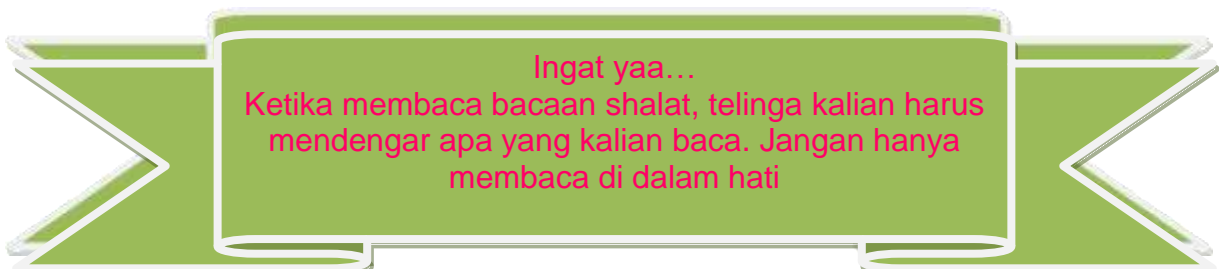 Ingat yaa…
Ketika membaca bacaan shalat, telinga kalian harus
mendengar apa yang kalian baca. Jangan hanya
membaca di dalam hati